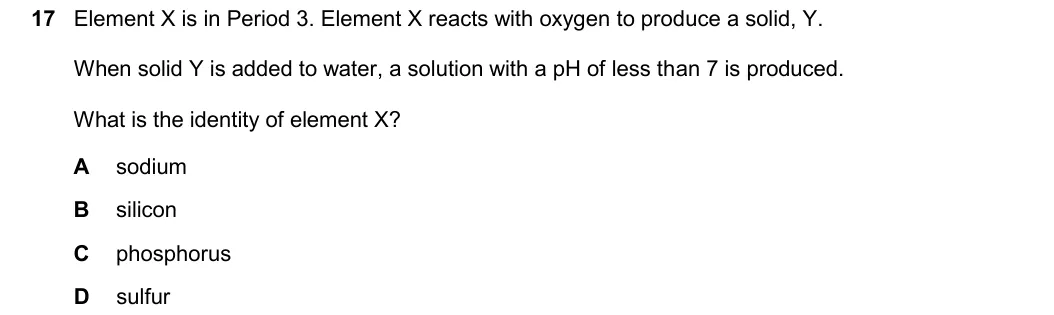 17 Element X is in Period 3. Element X reacts with oxygen to produce a solid, Y.
When solid Y is added to water, a solution with a pH of less than 7 is produced.
What is the identity of element X?
A sodium
B silicon
C phosphorus
D sulfur